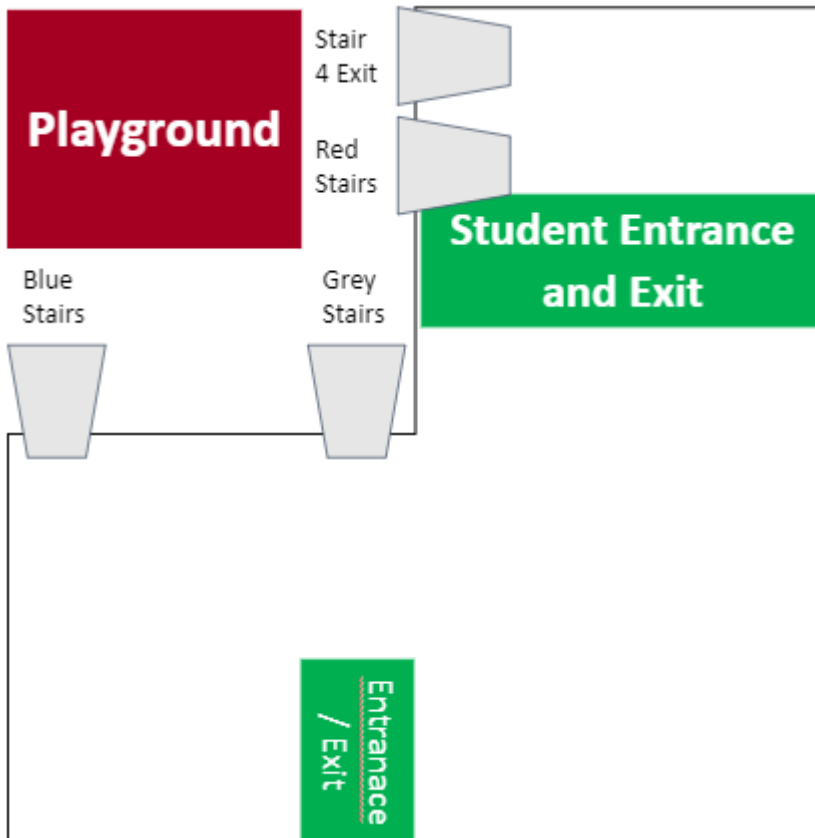 Playground
Stair
4 Exit
Red
Stairs
Student Entrance
and Exit
Blue
Stairs
Grey
Stairs
Entranace
/ Exit